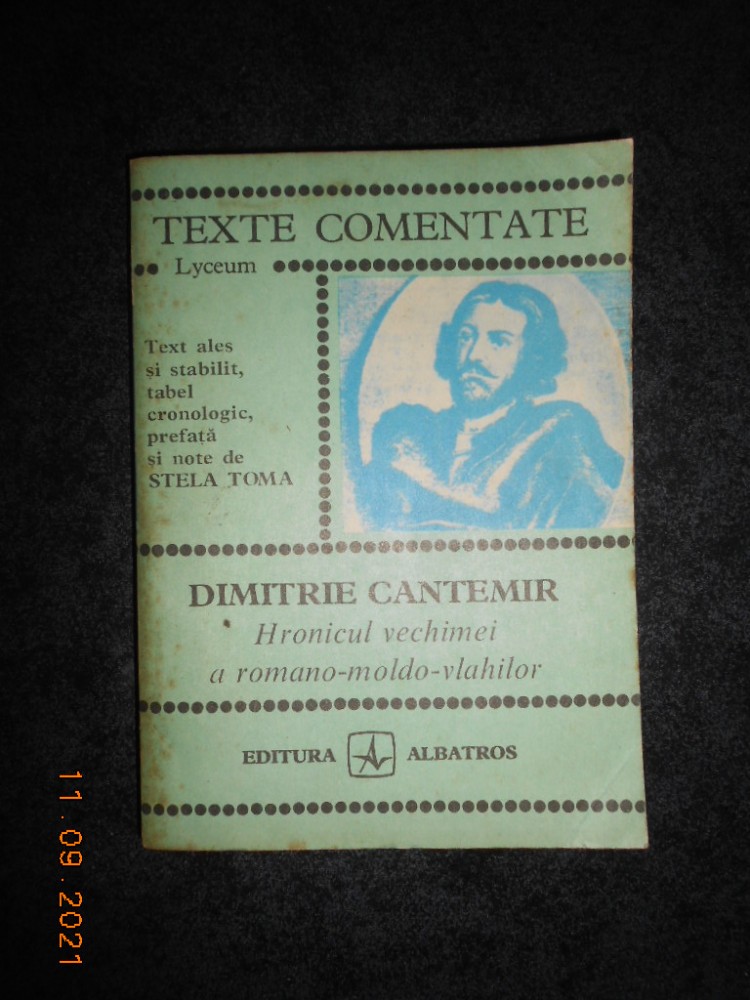 TEXTE COMENTATE
Lyceum
Text ales
și stabilit,
tabel
cronologic,
prefață
și note de
STELA TOMA
DIMITRIE CANTEMIR
Hronicul vechimei
a romano-moldo-vlahilor
EDITURA ALBATROS
11.09.2021